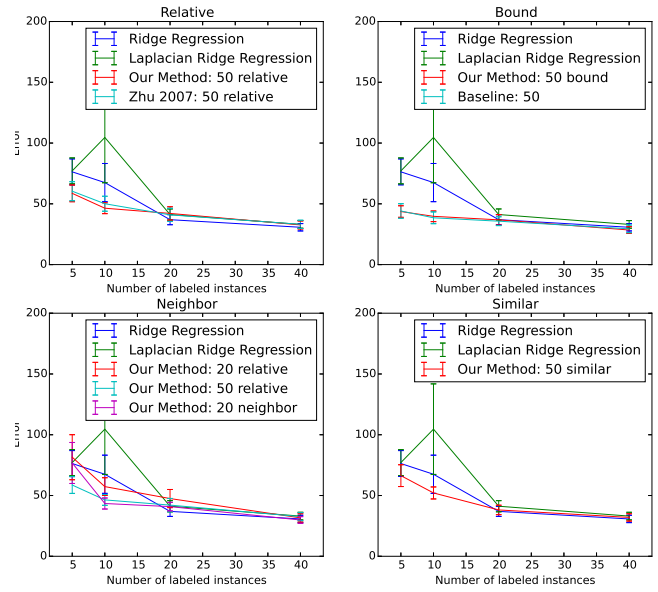 Relative
200
150
100
50
0
Error
Ridge Regression
Laplacian Ridge Regression
Our Method: 50 relative
Zhu 2007: 50 relative
5 10 15 20 25 30 35 40
Number of labeled instances
Bound
200
150
100
50
0
Ridge Regression
Laplacian Ridge Regression
Our Method: 50 bound
Baseline: 50
5 10 15 20 25 30 35 40
Number of labeled instances
Neighbor
200
150
100
50
0
Error
Ridge Regression
Laplacian Ridge Regression
Our Method: 20 relative
Our Method: 50 relative
Our Method: 20 neighbor
5 10 15 20 25 30 35 40
Number of labeled instances
Similar
200
150
100
50
0
Ridge Regression
Laplacian Ridge Regression
Our Method: 50 similar
5 10 15 20 25 30 35 40
Number of labeled instances